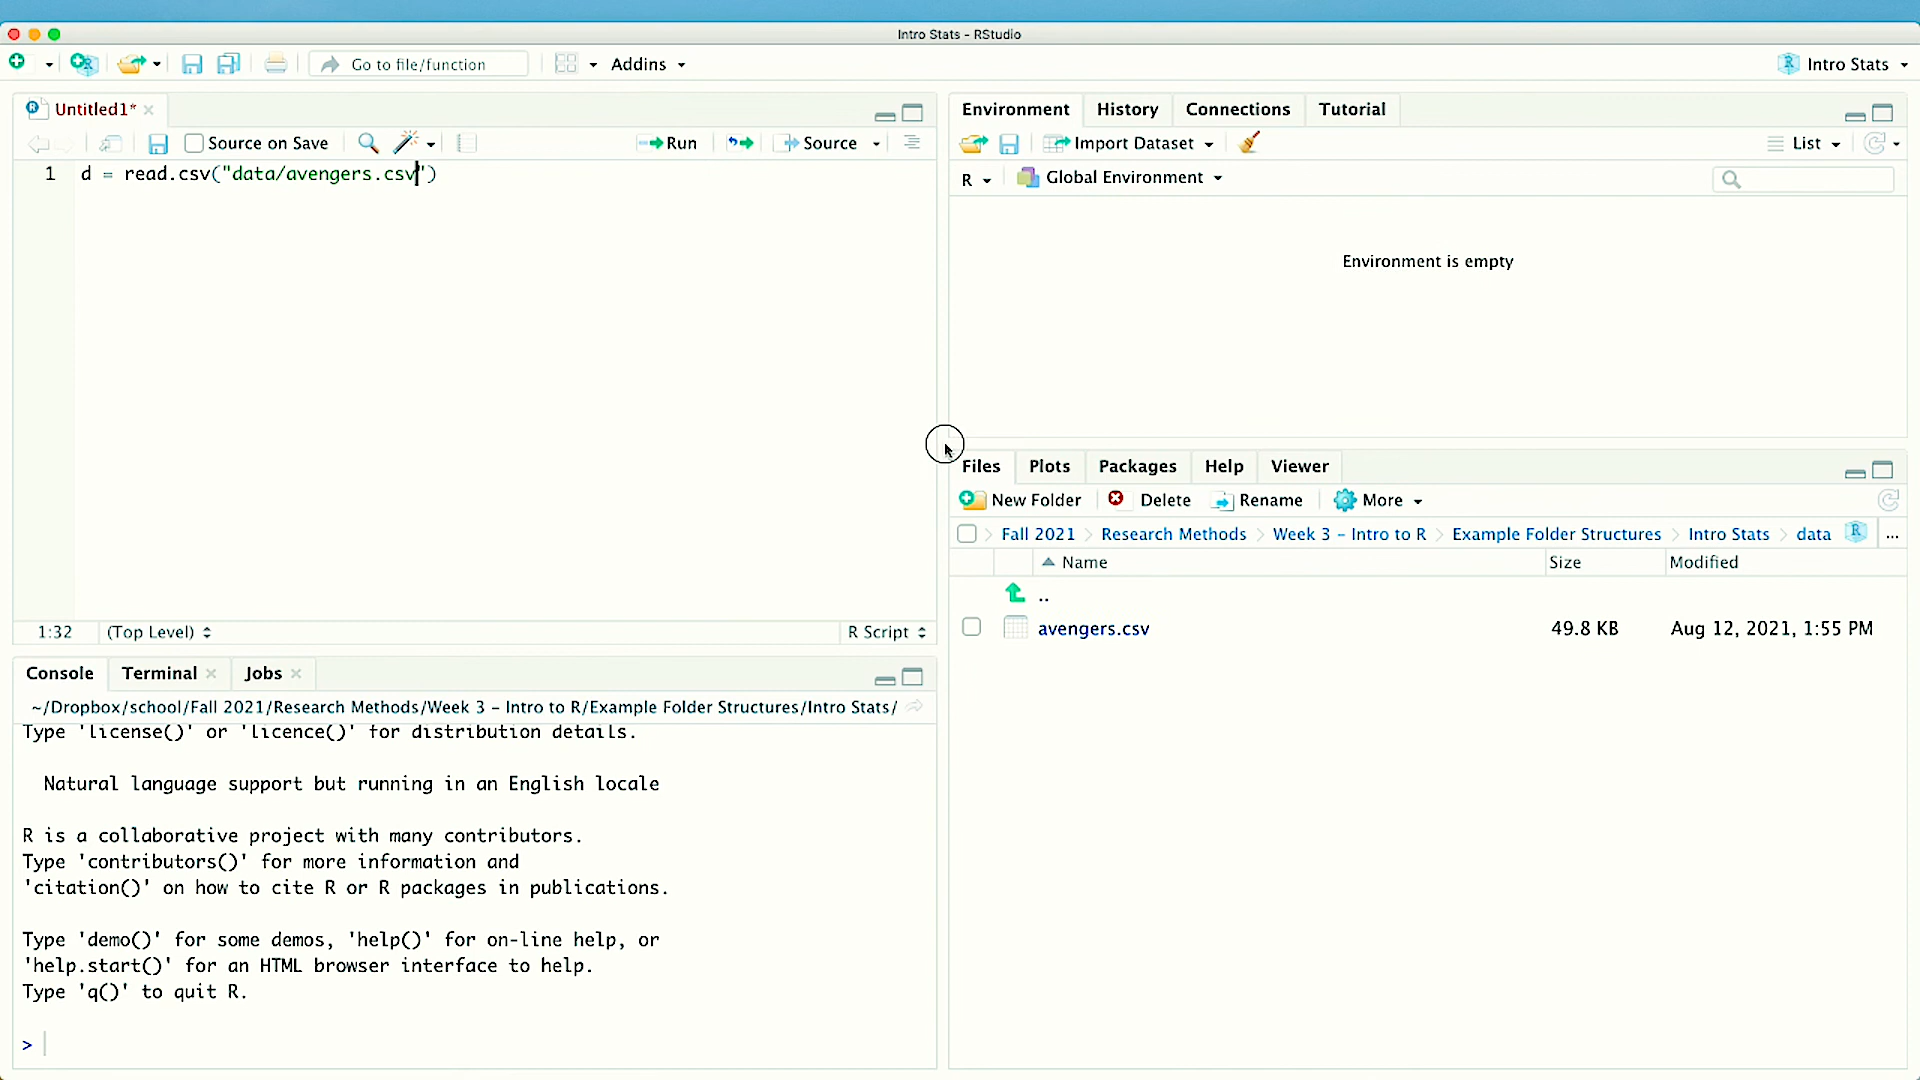 Intro Stats - RStudio
Go to file/function
Addins
Intro Stats
Untitled1*
Source on Save
Run
Source
1 d = read.csv("data/avengers.csv")
1:32 (Top Level) R Script
Console Terminal Jobs
~/Dropbox/school/Fall 2021/Research Methods/Week 3 – Intro to R/Example Folder Structures/Intro Stats/
Type 'license()' or 'licence()' for distribution details.
Natural language support but running in an English locale
R is a collaborative project with many contributors.
Type 'contributors()' for more information and
'citation()' on how to cite R or R packages in publications.
Type 'demo()' for some demos, 'help()' for on-line help, or
'help.start()' for an HTML browser interface to help.
Type 'q()' to quit R.
>
Environment History Connections Tutorial
Import Dataset List
R Global Environment
Environment is empty
Files Plots Packages Help Viewer
New Folder Delete Rename More
Fall 2021 > Research Methods > Week 3 – Intro to R > Example Folder Structures > Intro Stats > data ...
Name Size Modified
..
avengers.csv 49.8 KB Aug 12, 2021, 1:55 PM